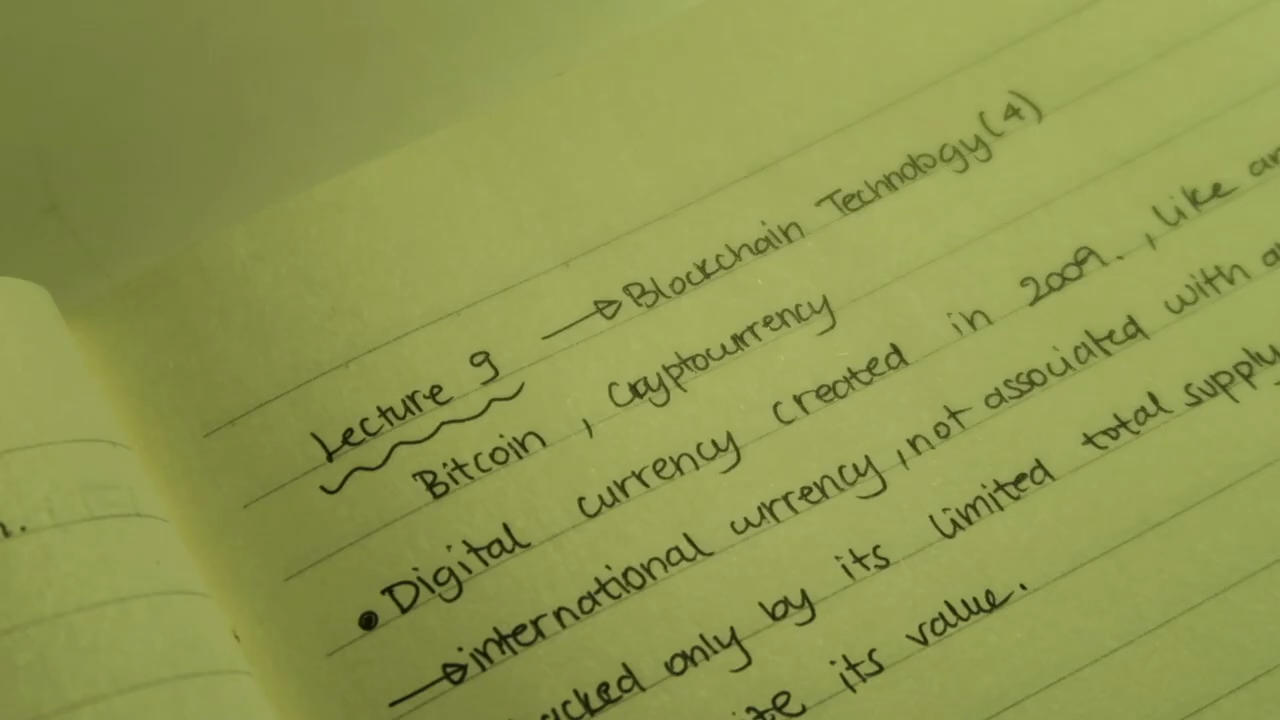 Lecture 9 → Blockchain Technology (4)
Bitcoin , Cryptocurrency
• Digital currency created in 2009. , like
→ international currency , not associated with
only by its limited total supply
its value.